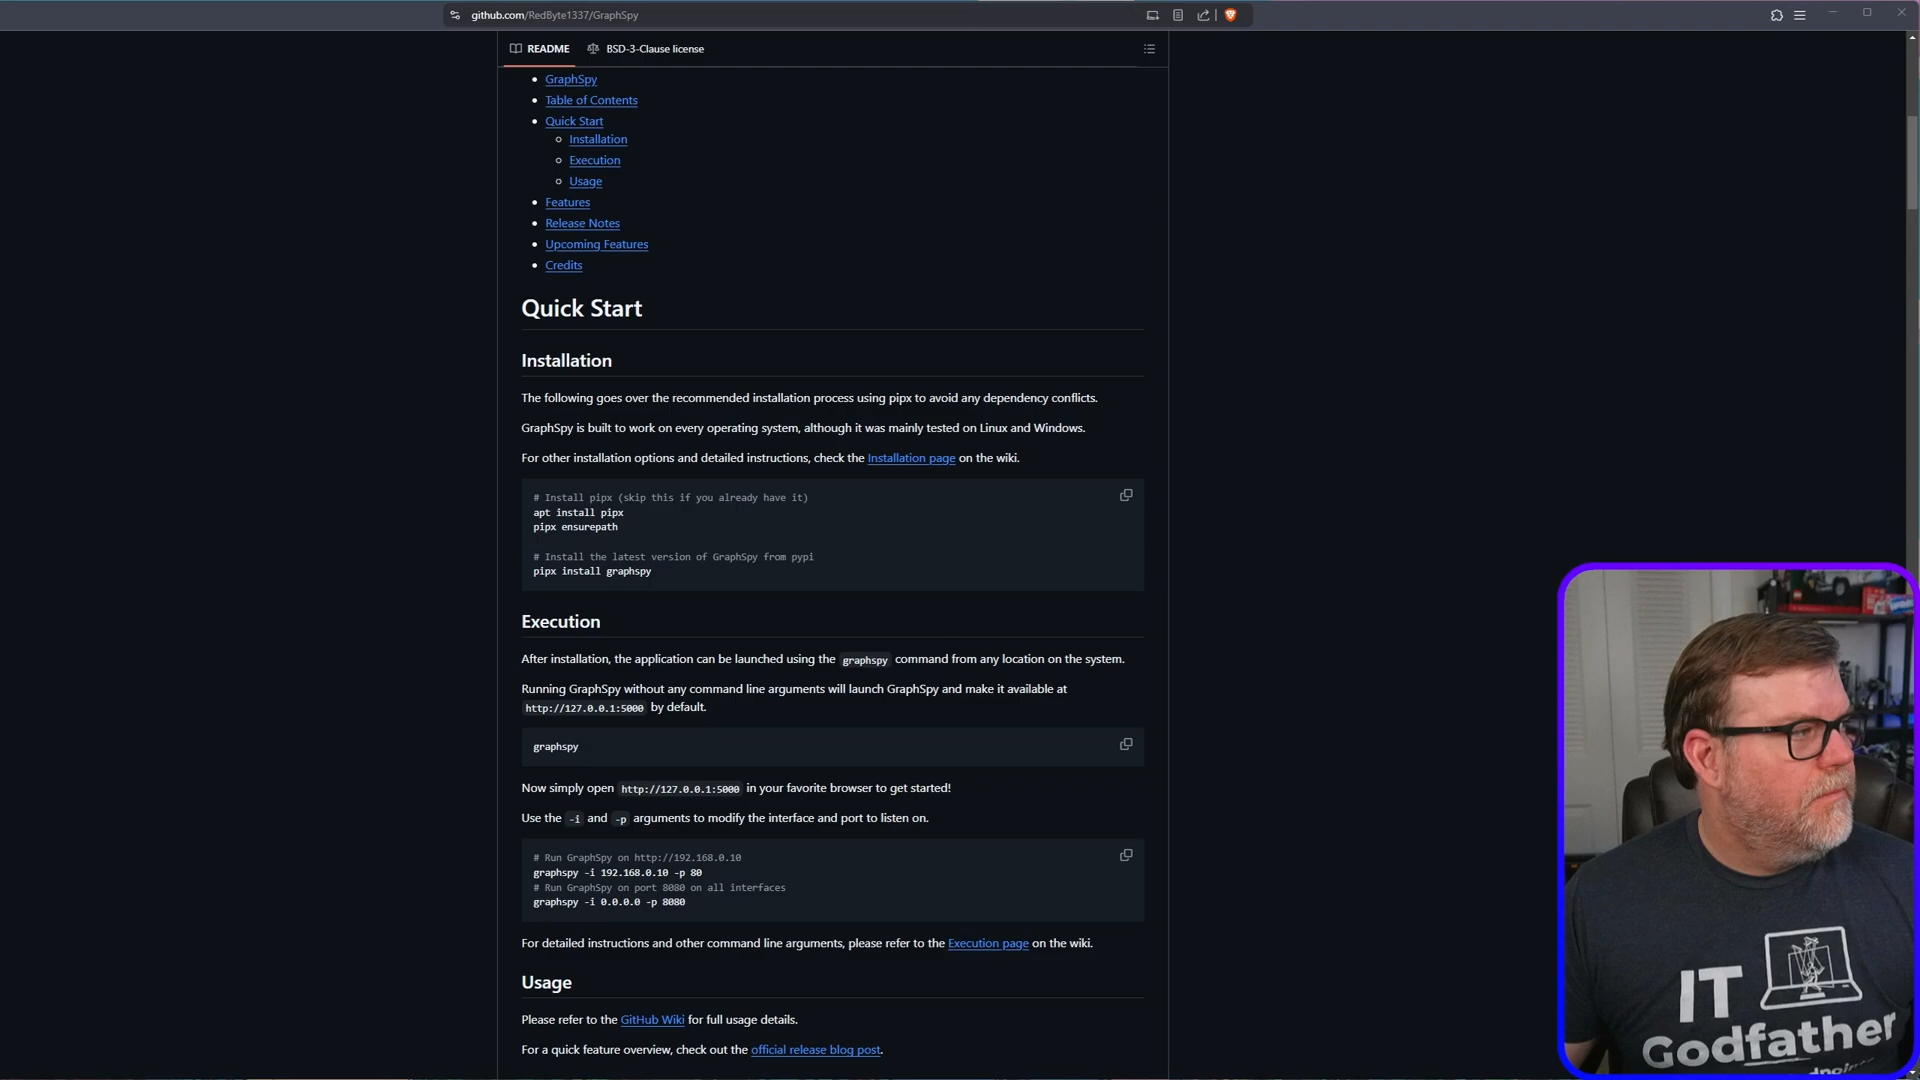 github.com/RedByte1337/GraphSpy
README
BSD-3-Clause license
GraphSpy
Table of Contents
Quick Start
Installation
Execution
Usage
Features
Release Notes
Upcoming Features
Credits
Quick Start
Installation
The following goes over the recommended installation process using pipx to avoid any dependency conflicts.
GraphSpy is built to work on every operating system, although it was mainly tested on Linux and Windows.
For other installation options and detailed instructions, check the Installation page on the wiki.
# Install pipx (skip this if you already have it)
apt install pipx
pipx ensurepath
# Install the latest version of GraphSpy from pypi
pipx install graphspy
Execution
After installation, the application can be launched using the graphspy command from any location on the system.
Running GraphSpy without any command line arguments will launch GraphSpy and make it available at
http://127.0.0.1:5000 by default.
graphspy
Now simply open http://127.0.0.1:5000 in your favorite browser to get started!
Use the -i and -p arguments to modify the interface and port to listen on.
# Run GraphSpy on http://192.168.0.10
graphspy -i 192.168.0.10 -p 80
# Run GraphSpy on port 8080 on all interfaces
graphspy -i 0.0.0.0 -p 8080
For detailed instructions and other command line arguments, please refer to the Execution page on the wiki.
Usage
Please refer to the GitHub Wiki for full usage details.
For a quick feature overview, check out the official release blog post.
IT
Godfather